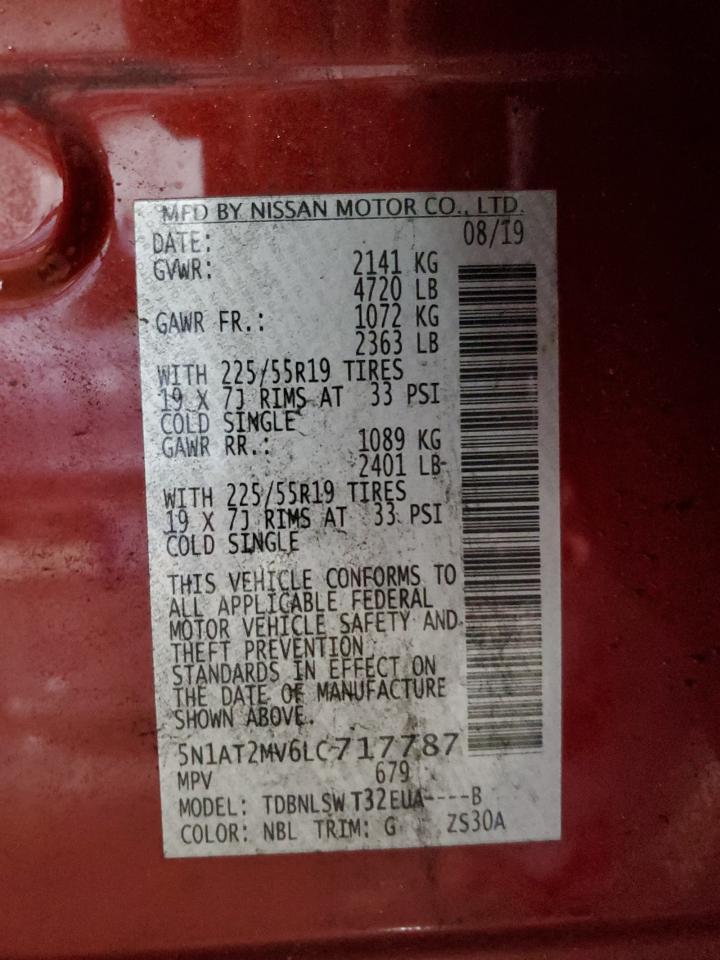 MFD BY NISSAN MOTOR CO., LTD.
DATE: 08/19
GVWR: 2141 KG
4720 LB
GAWR FR.: 1072 KG
2363 LB
WITH 225/55R19 TIRES
19 X 7J RIMS AT 33 PSI
COLD SINGLE
GAWR RR.: 1089 KG
2401 LB
WITH 225/55R19 TIRES
19 X 7J RIMS AT 33 PSI
COLD SINGLE
THIS VEHICLE CONFORMS TO
ALL APPLICABLE FEDERAL
MOTOR VEHICLE SAFETY AND
THEFT PREVENTION
STANDARDS IN EFFECT ON
THE DATE OF MANUFACTURE
SHOWN ABOVE.
5N1AT2MV6LC717787
MPV 679
MODEL: TDBNLSW T32EUA----B
COLOR: NBL TRIM: G ZS30A